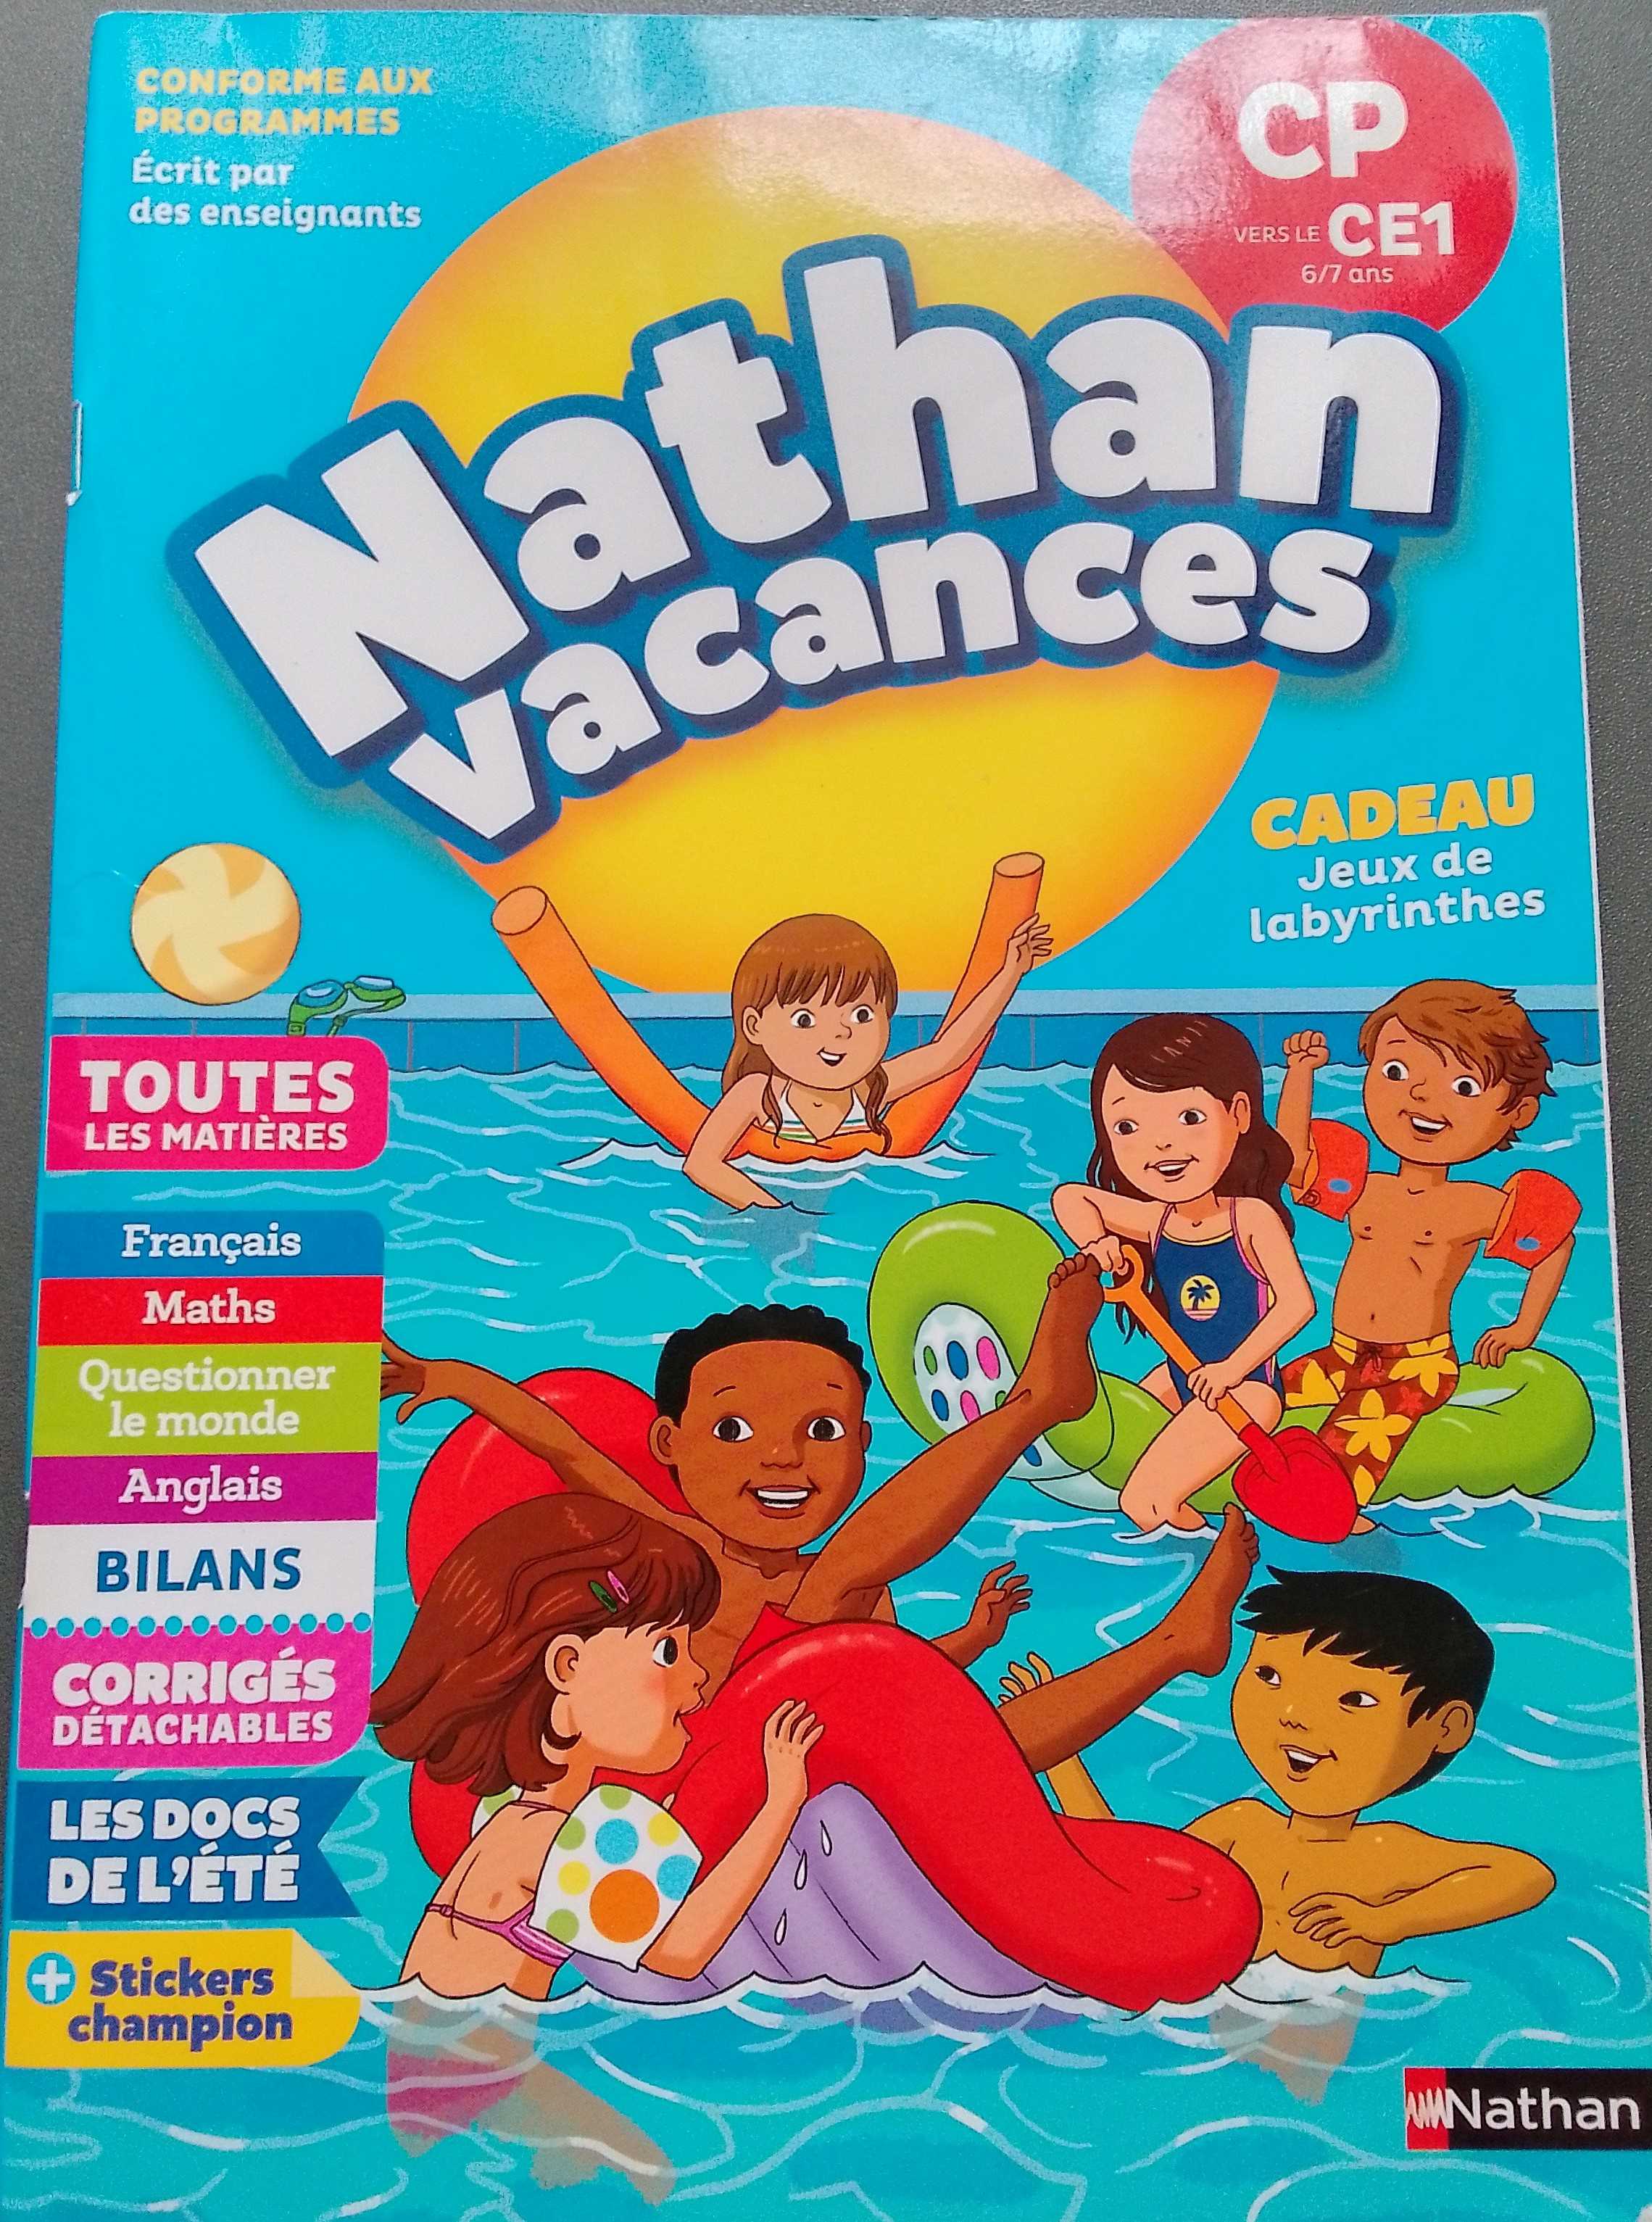 CONFORME AUX
PROGRAMMES
Écrit par
des enseignants
CP
VERS LE CE1
6/7 ans
Nathan
vacances
CADEAU
Jeux de
labyrinthes
TOUTES
LES MATIÈRES
Français
Maths
Questionner
le monde
Anglais
BILANS
CORRIGÉS
DÉTACHABLES
LES DOCS
DE L'ÉTÉ
+ Stickers
champion
Nathan